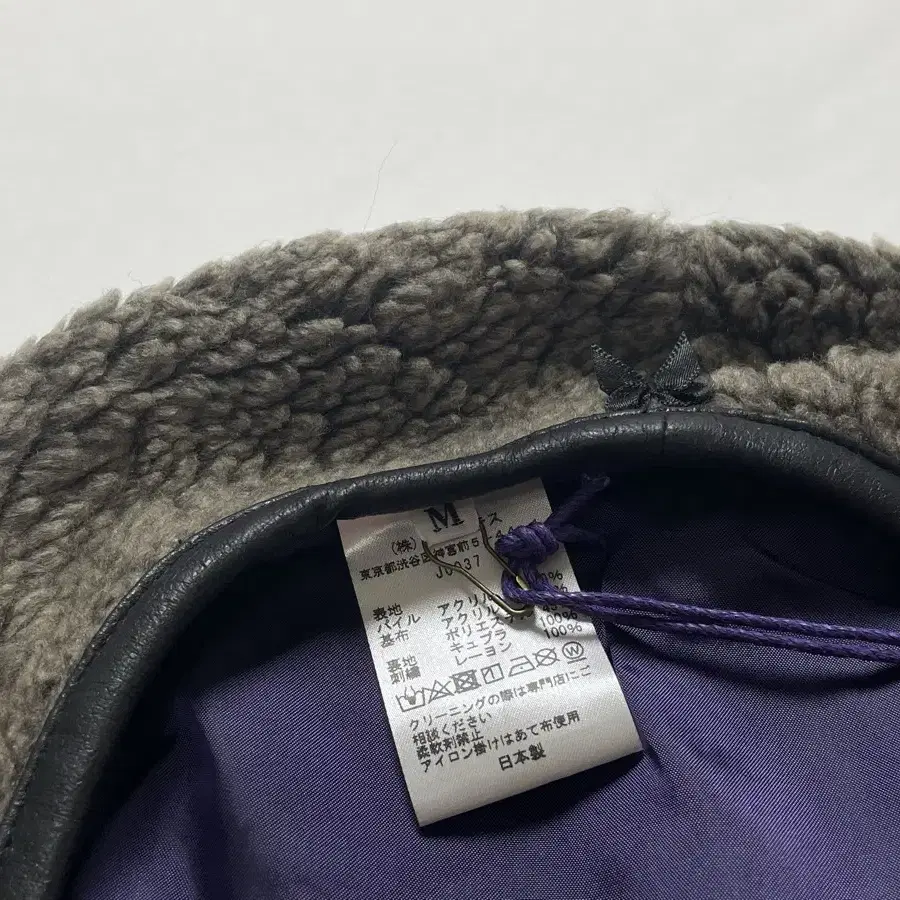 M
(株) ス
東京都渋谷区神宮前5-
J0037
表地 アクリル %
パイル アクリル
基布 ポリエステル 100%
裏地 キュプラ 100%
刺繍 レーヨン
クリーニングの際は専門店にご
相談ください
柔軟剤禁止
アイロン掛けはあて布使用
日本製